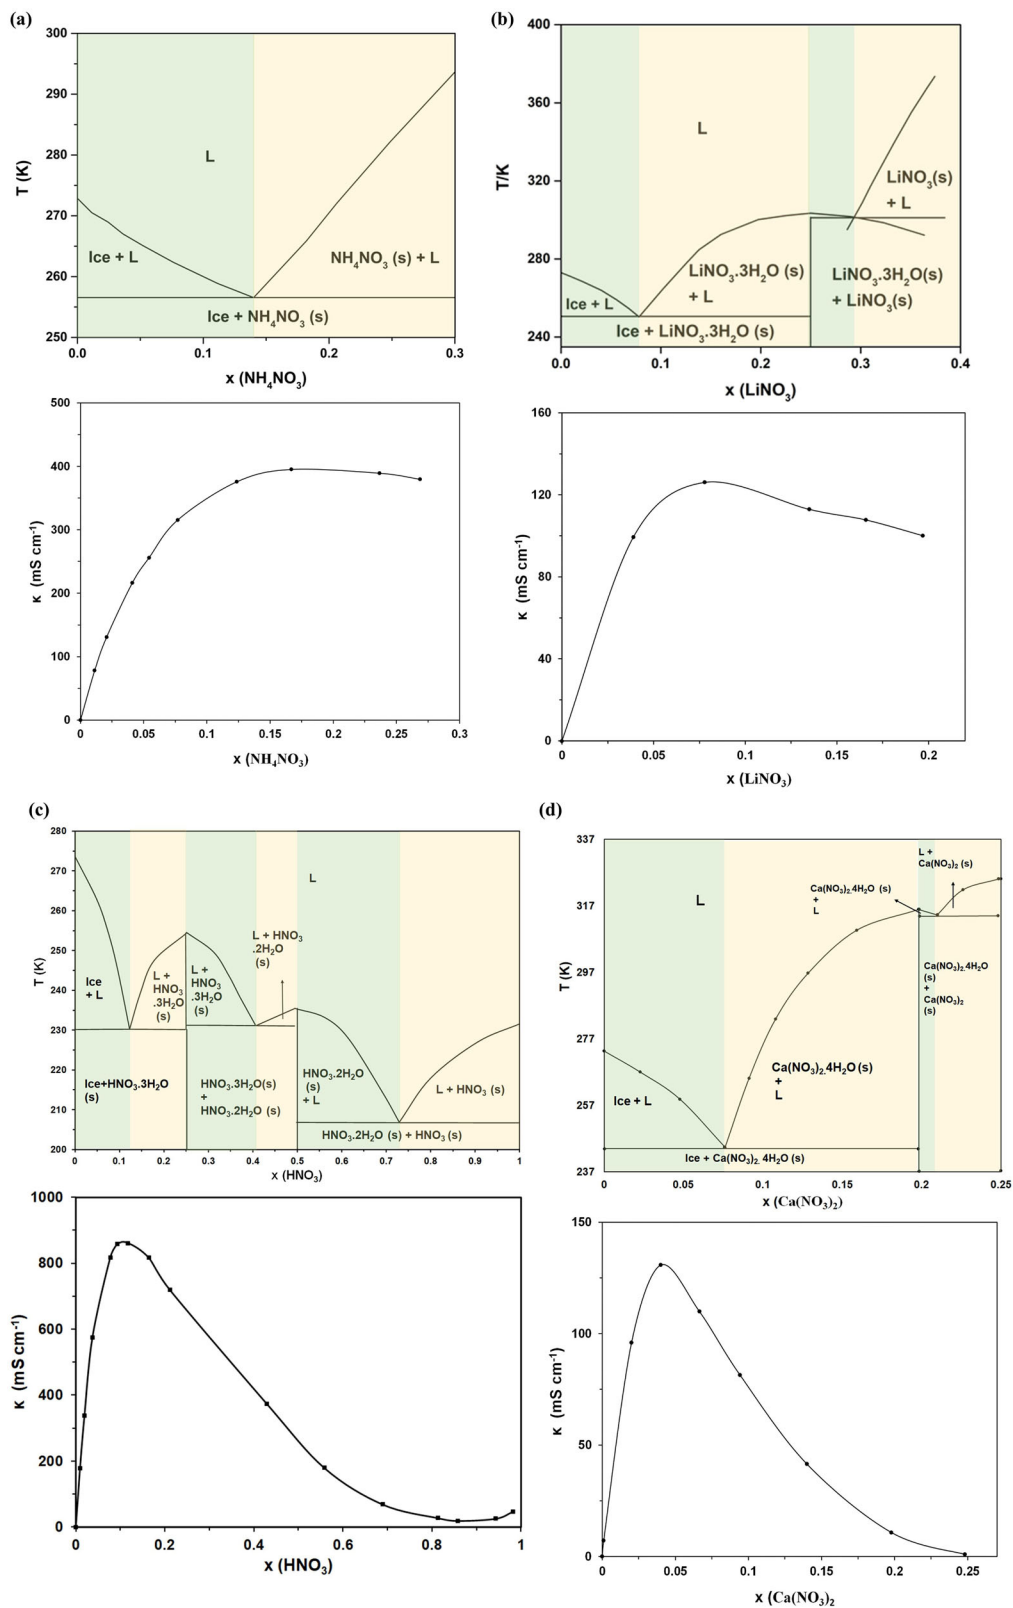 (a)
300
290
280
270
260
250
T (K)
L
Ice + L
NH₄NO₃ (s) + L
Ice + NH₄NO₃ (s)
0.0
0.1
0.2
0.3
x (NH₄NO₃)
(b)
400
360
320
280
240
T/K
L
LiNO₃(s)
+ L
LiNO₃.3H₂O (s)
+ L
LiNO₃.3H₂O(s)
+ LiNO₃(s)
Ice + L
Ice + LiNO₃.3H₂O (s)
0.0
0.1
0.2
0.3
0.4
x (LiNO₃)
500
400
300
200
100
0
κ (mS cm⁻¹)
0
0.05
0.1
0.15
0.2
0.25
0.3
x (NH₄NO₃)
160
120
80
40
0
κ (mS cm⁻¹)
0
0.05
0.1
0.15
0.2
x (LiNO₃)
(c)
280
270
260
250
240
230
220
210
200
T (K)
L
L + HNO₃
.2H₂O
(s)
Ice
+ L
L +
HNO₃
.3H₂O
(s)
L +
HNO₃
.3H₂O
(s)
Ice+HNO₃.3H₂O
(s)
HNO₃.3H₂O(s)
+
HNO₃.2H₂O (s)
HNO₃.2H₂O
(s)
+ L
L + HNO₃ (s)
HNO₃.2H₂O (s) + HNO₃ (s)
0
0.1
0.2
0.3
0.4
0.5
0.6
0.7
0.8
0.9
1
x (HNO₃)
(d)
337
317
297
277
257
237
T (K)
L
L +
Ca(NO₃)₂ (s)
Ca(NO₃)₂.4H₂O (s)
+
L
Ca(NO₃)₂.4H₂O
(s)
+
Ca(NO₃)₂
(s)
Ca(NO₃)₂.4H₂O(s)
+
L
Ice + L
Ice + Ca(NO₃)₂. 4H₂O (s)
0
0.05
0.1
0.15
0.2
0.25
x (Ca(NO₃)₂)
1000
800
600
400
200
0
κ (mS cm⁻¹)
0
0.2
0.4
0.6
0.8
1
x (HNO₃)
150
100
50
0
κ (mS cm⁻¹)
0
0.05
0.1
0.15
0.2
0.25
x (Ca(NO₃)₂